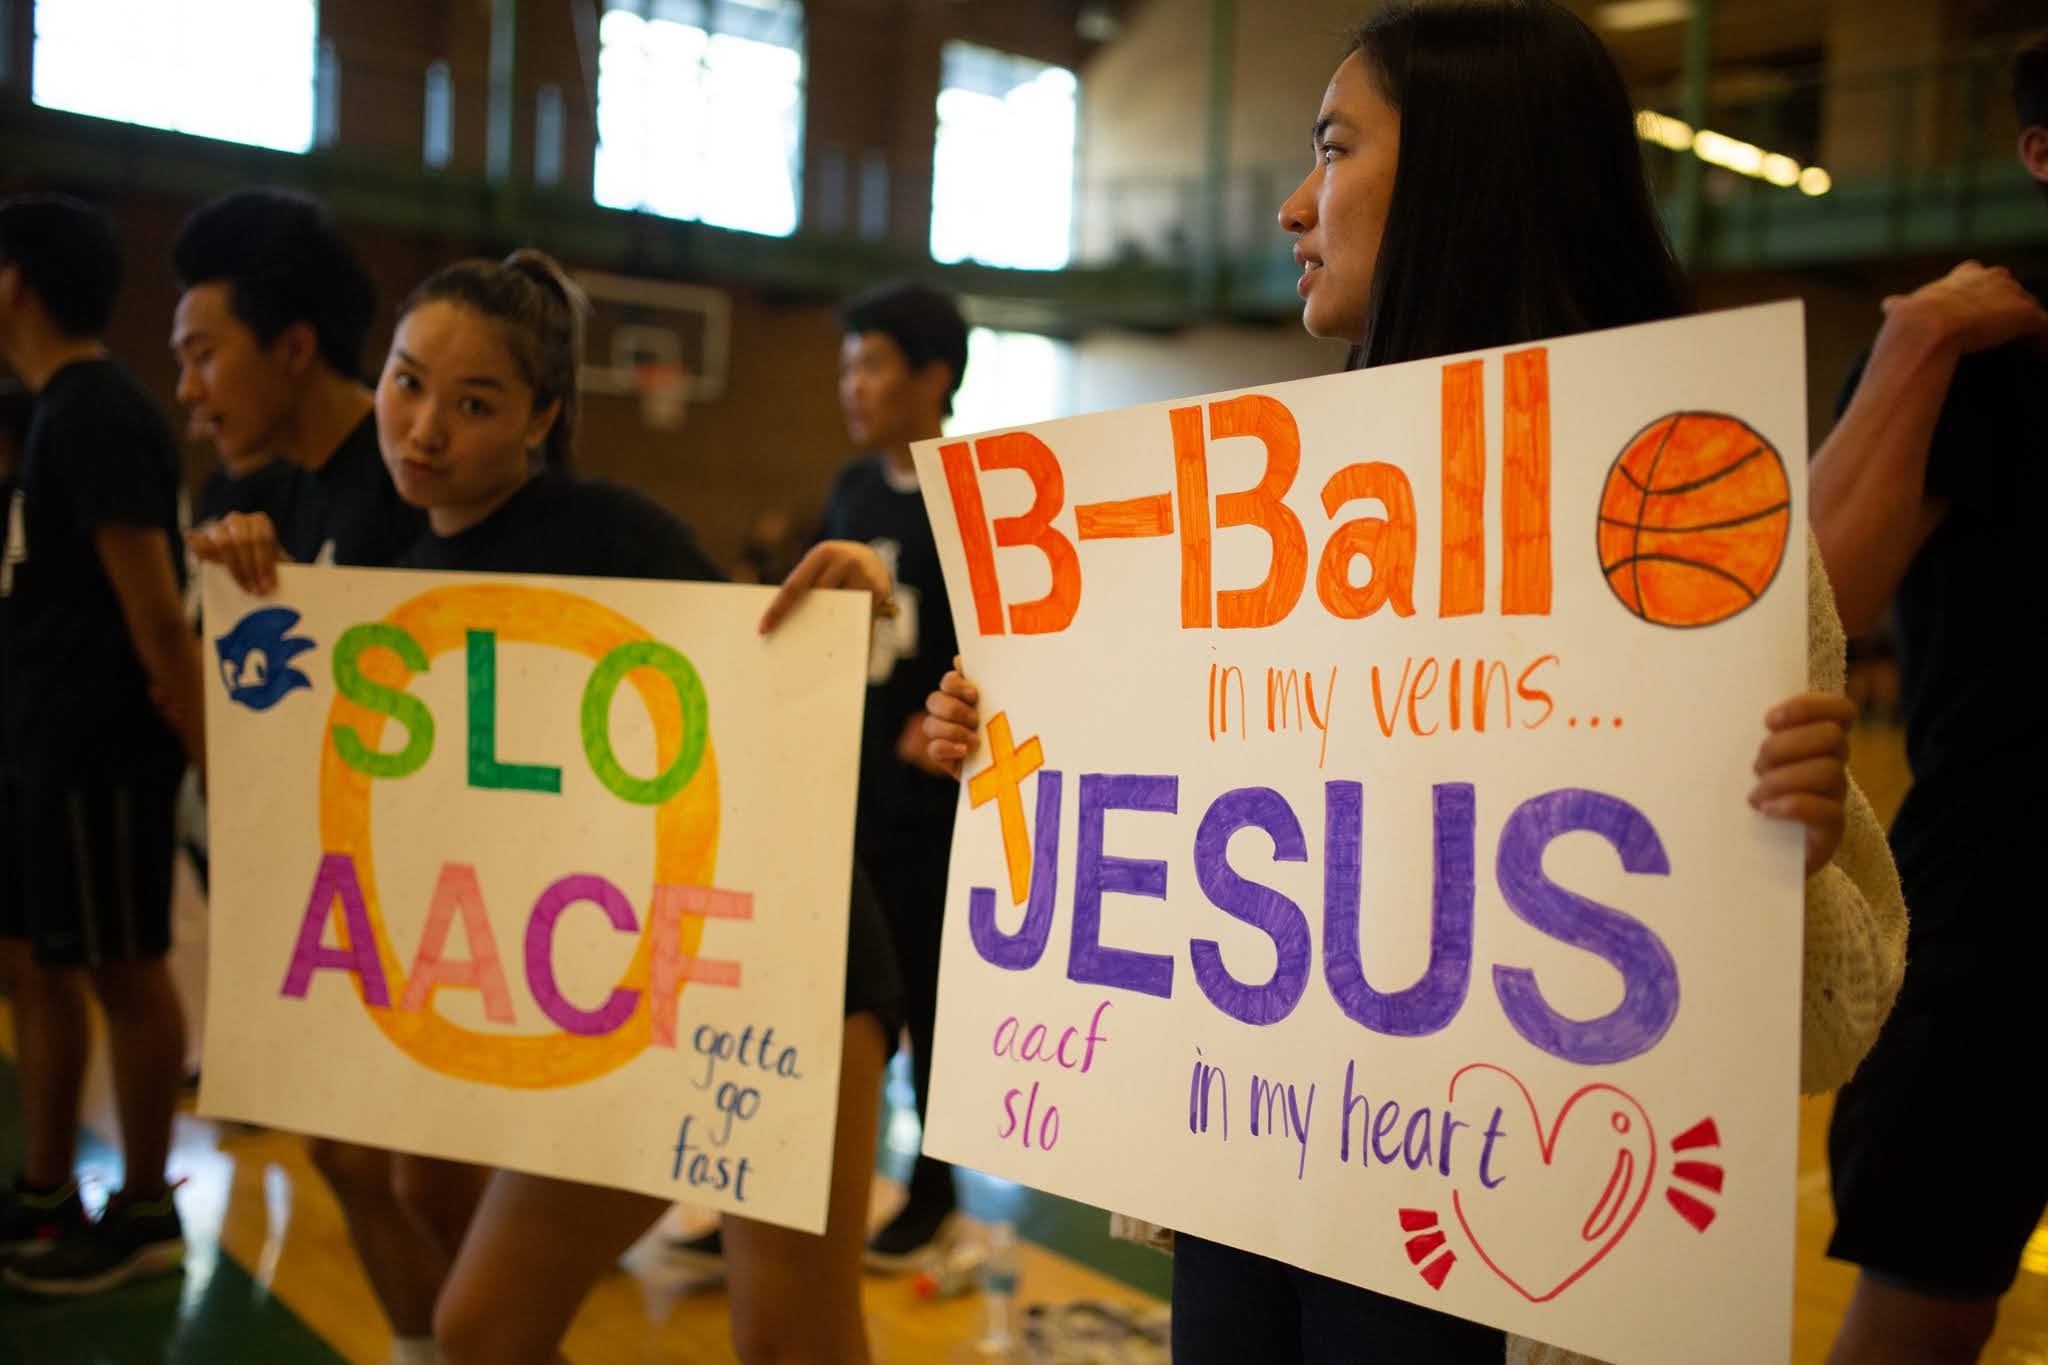 SLO
AACF
gotta
go
fast
B-Ball
in my veins...
JESUS
in my heart
aacf
slo